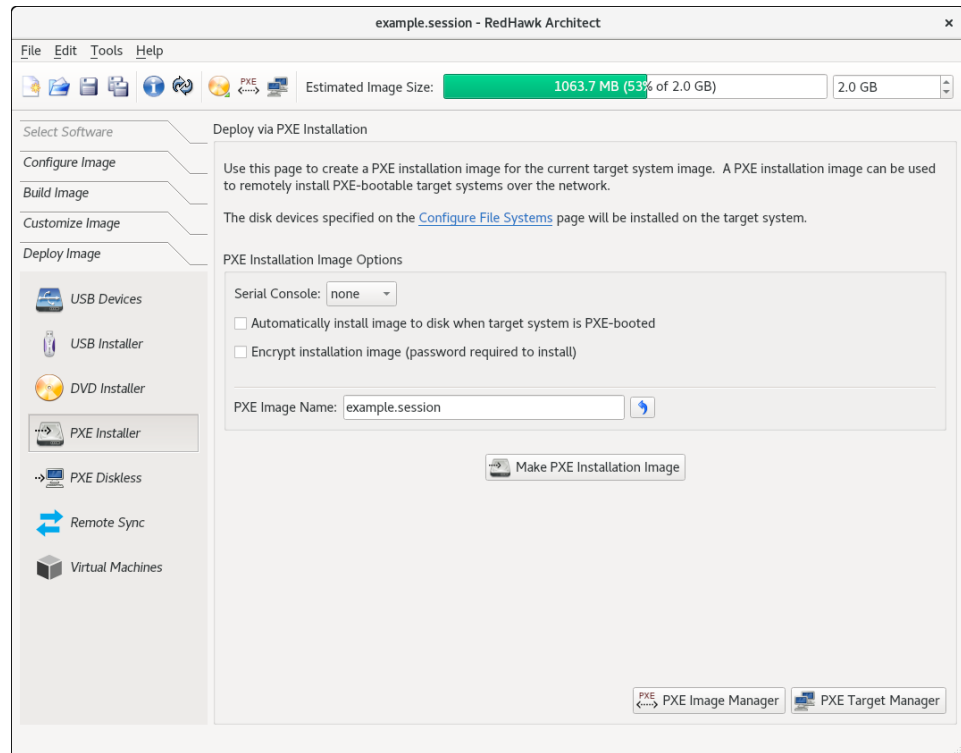 example.session - RedHawk Architect
File Edit Tools Help
PXE Estimated Image Size: 1063.7 MB (53% of 2.0 GB) 2.0 GB
Select Software
Configure Image
Build Image
Customize Image
Deploy Image
USB Devices
USB Installer
DVD Installer
PXE Installer
PXE Diskless
Remote Sync
Virtual Machines
Deploy via PXE Installation
Use this page to create a PXE installation image for the current target system image. A PXE installation image can be used
to remotely install PXE-bootable target systems over the network.
The disk devices specified on the Configure File Systems page will be installed on the target system.
PXE Installation Image Options
Serial Console: none
Automatically install image to disk when target system is PXE-booted
Encrypt installation image (password required to install)
PXE Image Name: example.session
Make PXE Installation Image
PXE PXE Image Manager PXE Target Manager